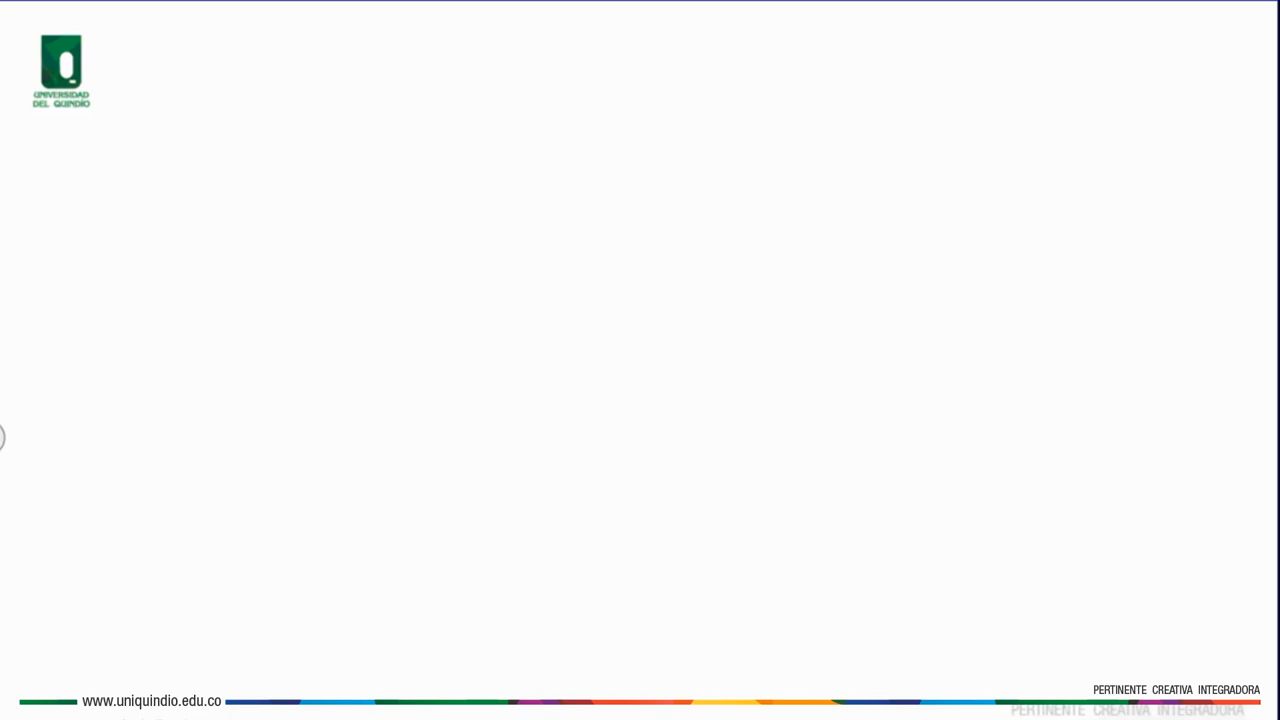 UNIVERSIDAD
DEL QUINDÍO
PERTINENTE CREATIVA INTEGRADORA
www.uniquindio.edu.co
PERTINENTE CREATIVA INTEGRADORA